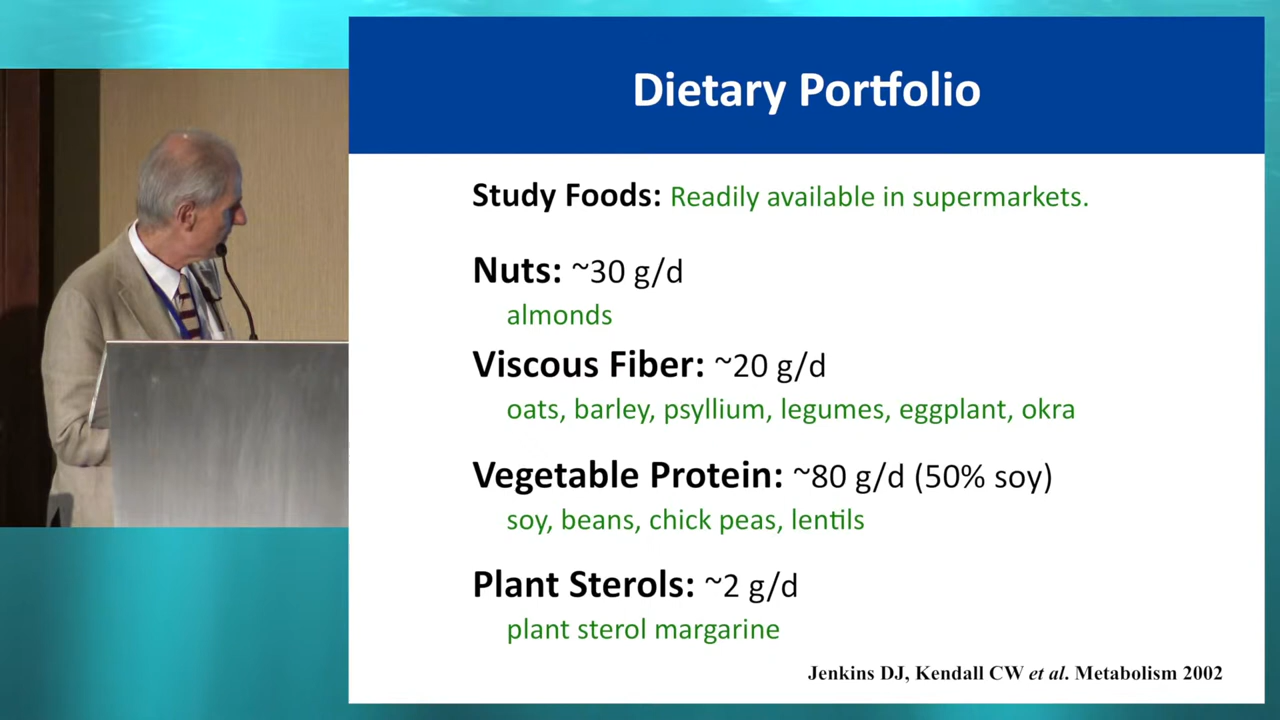 Dietary Portfolio
Study Foods: Readily available in supermarkets.
Nuts: ~30 g/d
almonds
Viscous Fiber: ~20 g/d
oats, barley, psyllium, legumes, eggplant, okra
Vegetable Protein: ~80 g/d (50% soy)
soy, beans, chick peas, lentils
Plant Sterols: ~2 g/d
plant sterol margarine
Jenkins DJ, Kendall CW et al. Metabolism 2002